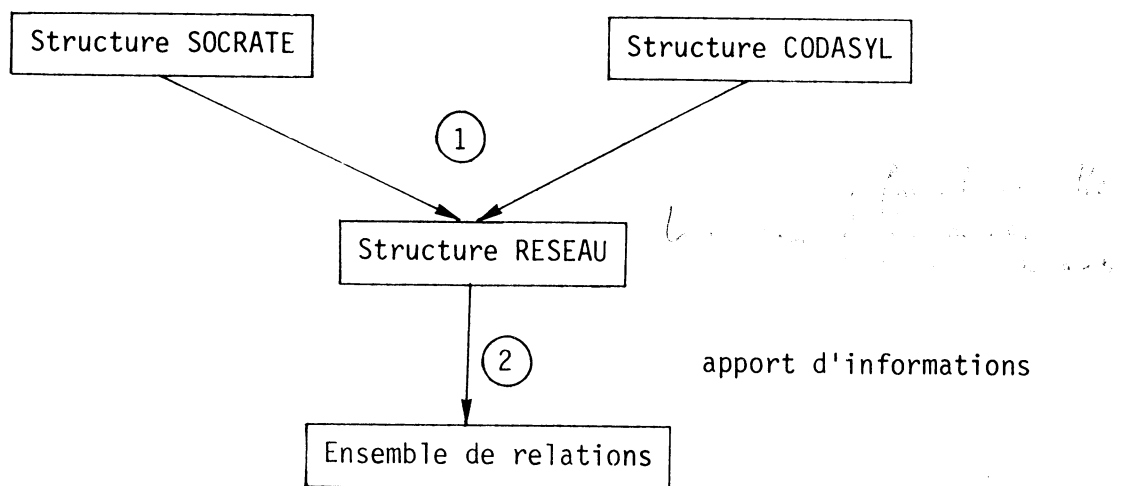 Structure SOCRATE
Structure CODASYL
1
Structure RESEAU
2
apport d'informations
Ensemble de relations